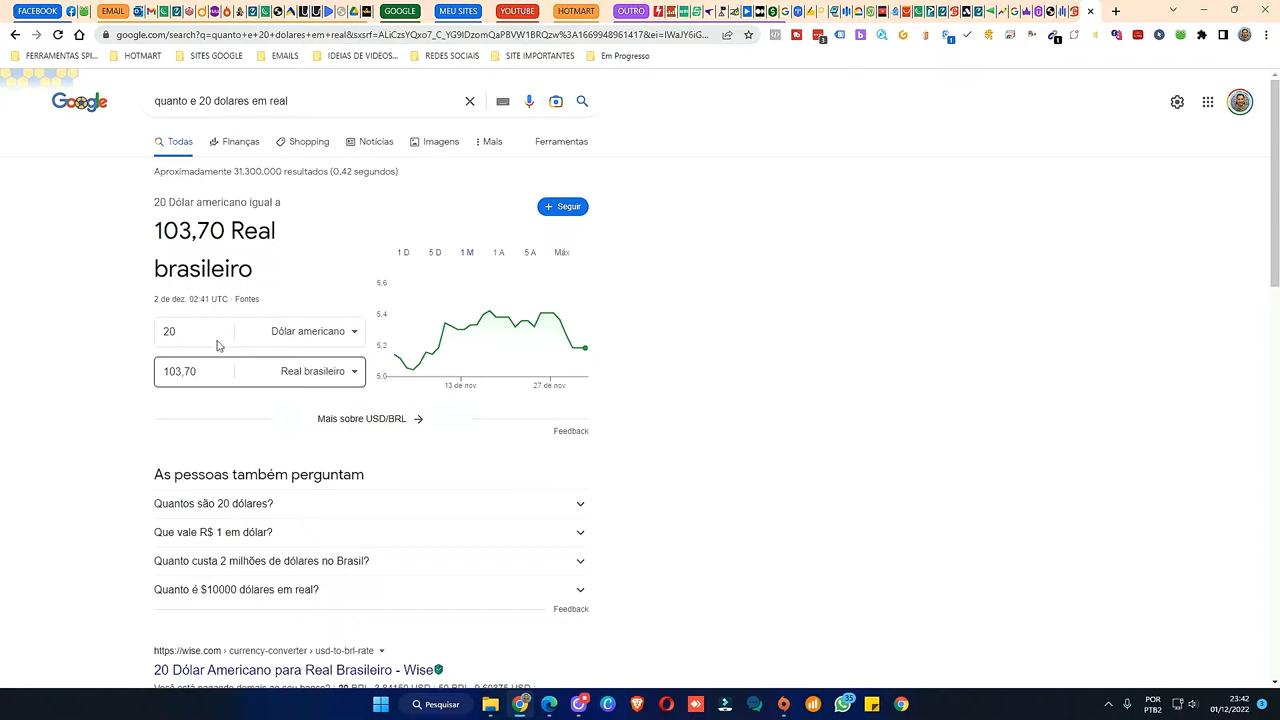 FACEBOOK
EMAIL
GOOGLE
MEU SITES
YOUTUBE
HOTMART
OUTRO
google.com/search?q=quanto+e+20+dolares+em+real&sxsrf=ALiCzsYQxo7_C_YG9IDzomQaPBVW1BRQzw%3A1669948961417&ei=IWaJY6iG...
FERRAMENTAS SPI...
HOTMART
SITES GOOGLE
EMAILS
IDEIAS DE VIDEOS...
REDES SOCIAIS
SITE IMPORTANTES
Em Progresso
Google
quanto e 20 dolares em real
Todas
Finanças
Shopping
Notícias
Imagens
Mais
Ferramentas
Aproximadamente 31.300.000 resultados (0,42 segundos)
20 Dólar americano igual a
+ Seguir
103,70 Real
brasileiro
1 D 5 D 1 M 1 A 5 A Máx
2 de dez. 02:41 UTC · Fontes
20 Dólar americano
103,70 Real brasileiro
5,6
5,4
5,2
5,0
13 de nov. 27 de nov.
Mais sobre USD/BRL
Feedback
As pessoas também perguntam
Quantos são 20 dólares?
Que vale R$ 1 em dólar?
Quanto custa 2 milhões de dólares no Brasil?
Quanto é $10000 dólares em real?
Feedback
https://wise.com › currency-converter › usd-to-brl-rate
20 Dólar Americano para Real Brasileiro - Wise
Pesquisar
35
POR
PTB2
23:42
01/12/2022
3